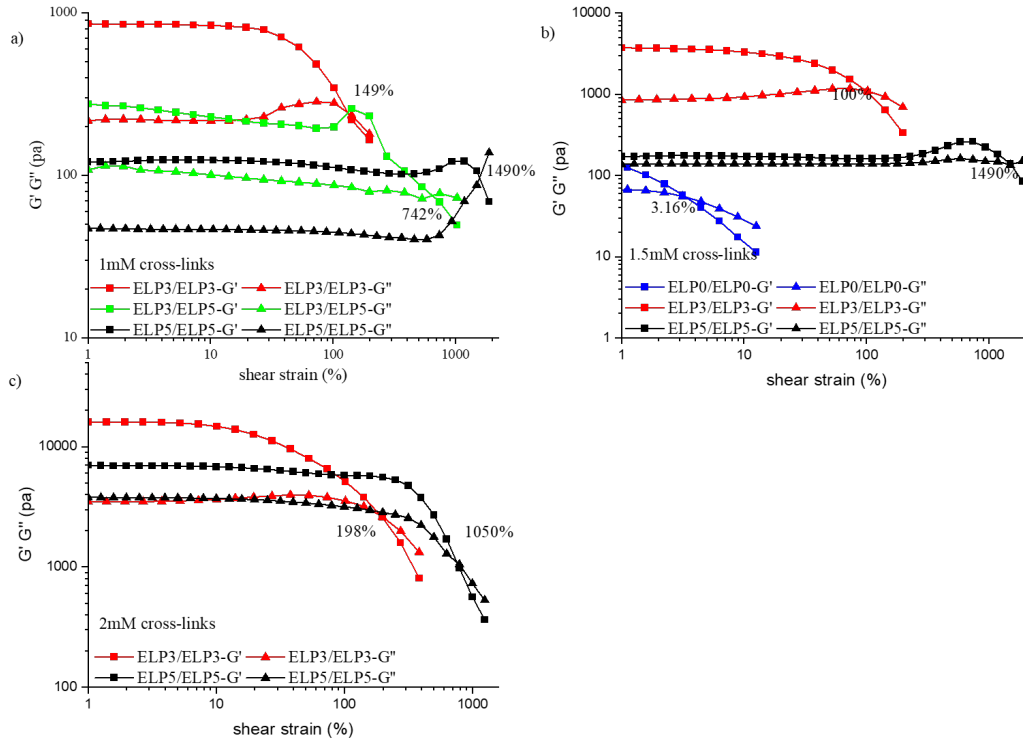 a)
1000
100
10
G' G'' (pa)
149%
1490%
742%
1mM cross-links
ELP3/ELP3-G' ELP3/ELP3-G''
ELP3/ELP5-G' ELP3/ELP5-G''
ELP5/ELP5-G' ELP5/ELP5-G''
1 10 100 1000
shear strain (%)
b)
10000
1000
100
10
1
G' G'' (pa)
100%
1490%
3.16%
1.5mM cross-links
ELP0/ELP0-G' ELP0/ELP0-G''
ELP3/ELP3-G' ELP3/ELP3-G''
ELP5/ELP5-G' ELP5/ELP5-G''
1 10 100 1000
shear strain (%)
c)
10000
1000
100
G' G'' (pa)
198%
1050%
2mM cross-links
ELP3/ELP3-G' ELP3/ELP3-G''
ELP5/ELP5-G' ELP5/ELP5-G''
1 10 100 1000
shear strain (%)